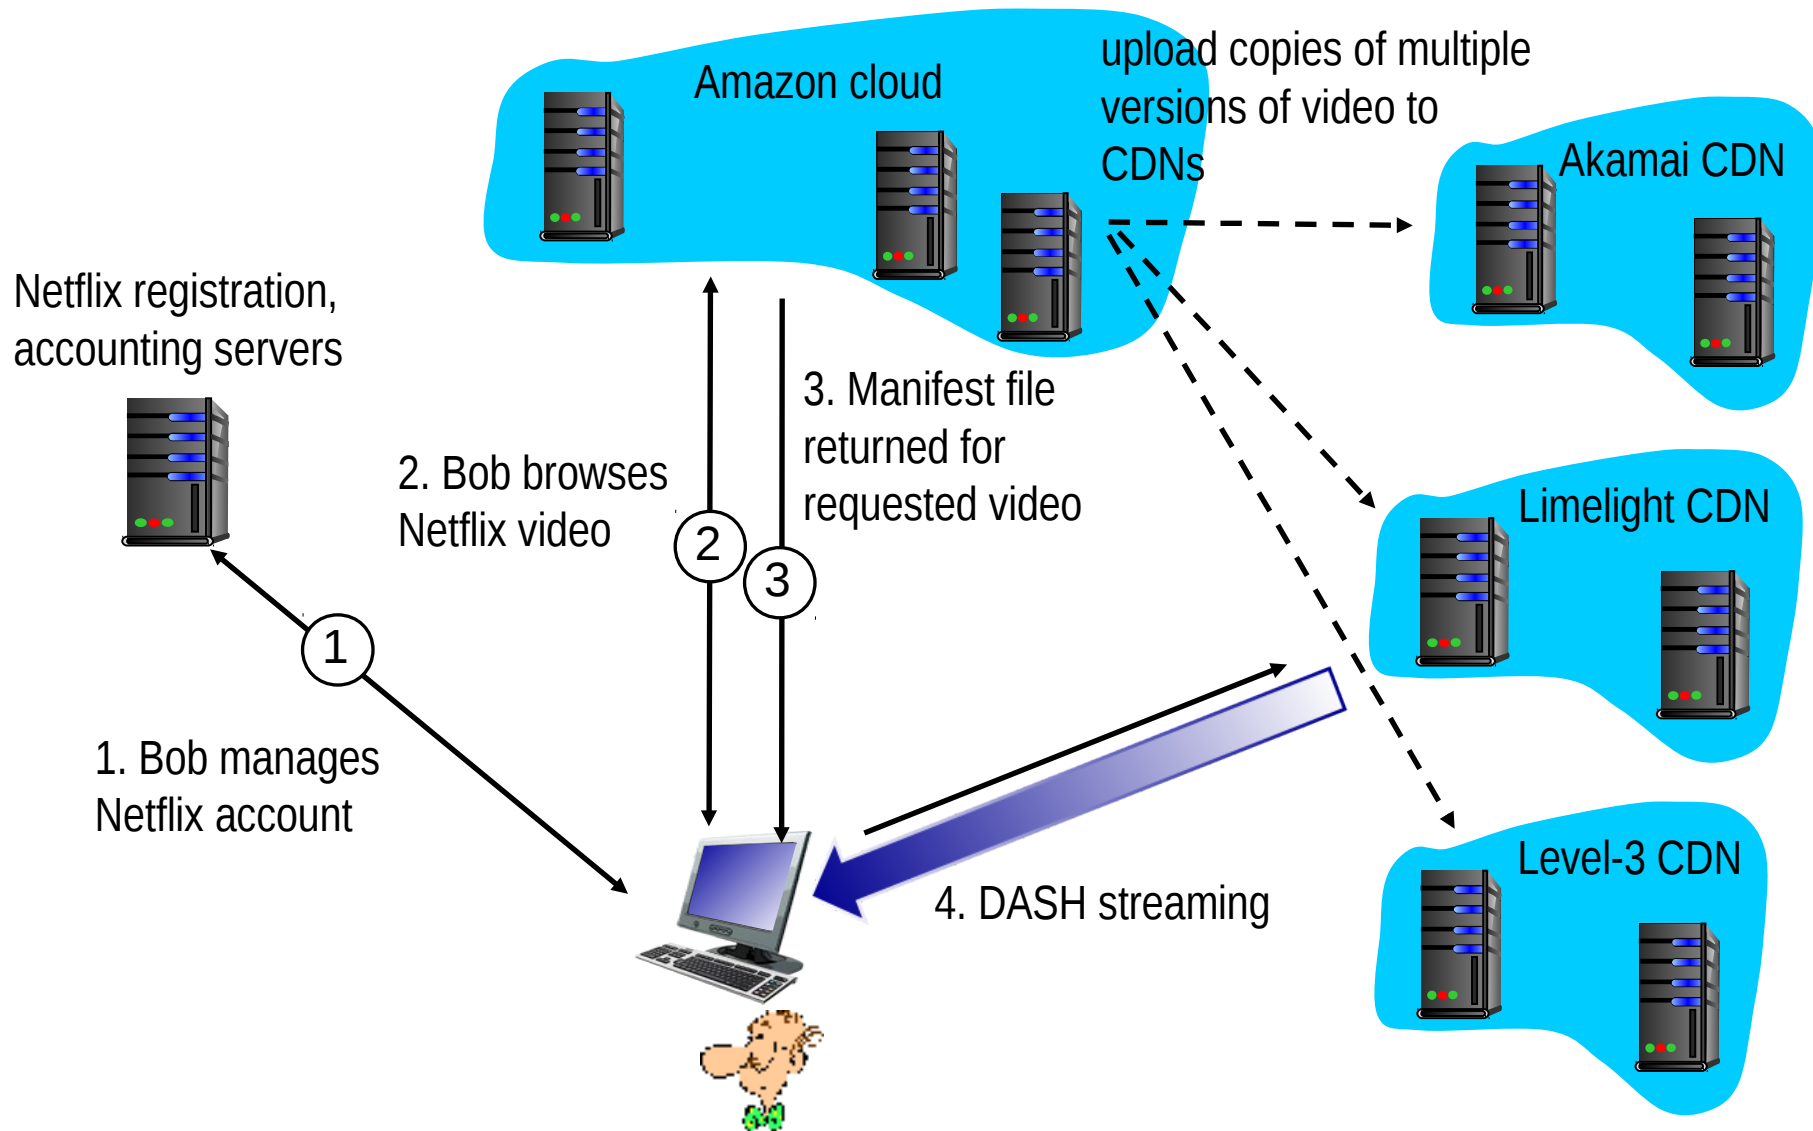 Amazon cloud
upload copies of multiple
versions of video to
CDNs
Akamai CDN
Netflix registration,
accounting servers
3. Manifest file
returned for
requested video
2. Bob browses
Netflix video
Limelight CDN
2
3
1
1. Bob manages
Netflix account
4. DASH streaming
Level-3 CDN